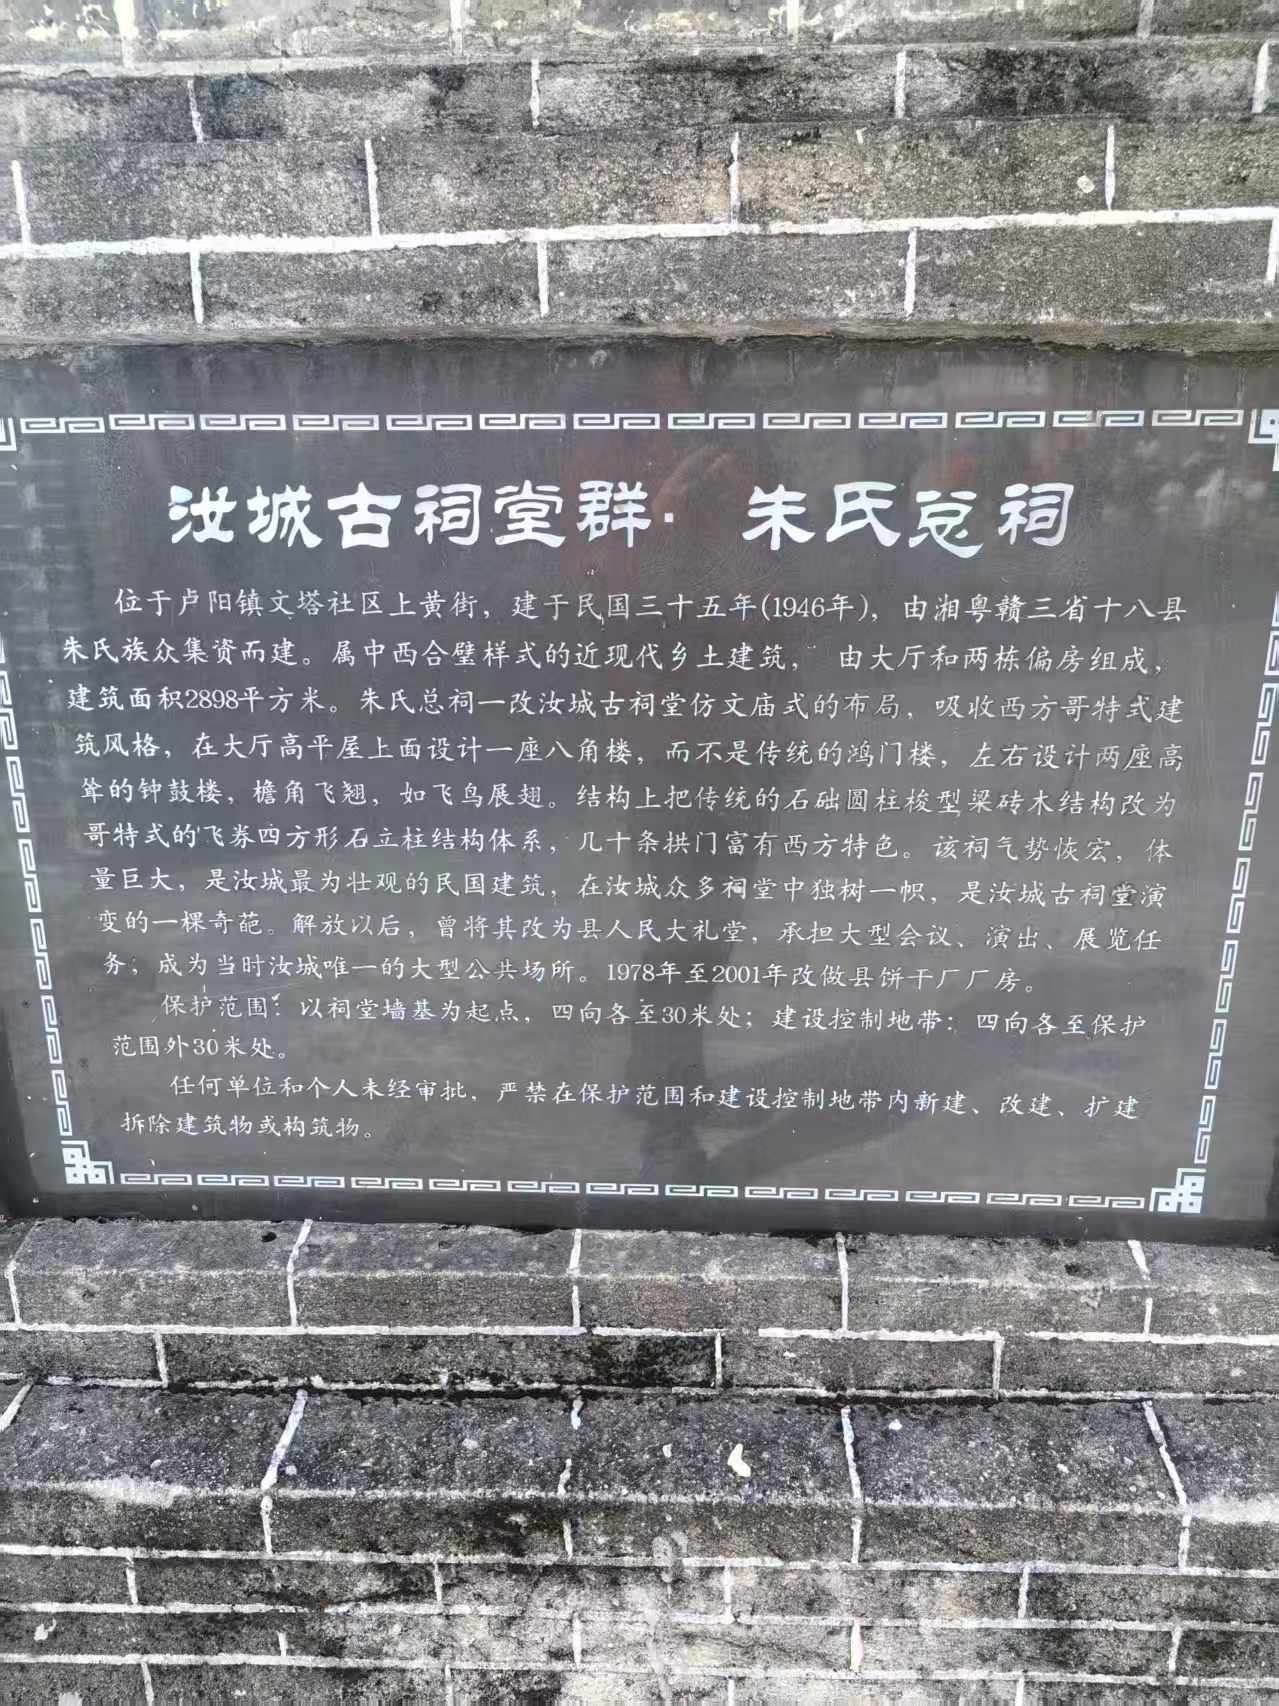 汝城古祠堂群·朱氏总祠
位于卢阳镇文塔社区上黄街，建于民国三十五年(1946年)，由湘粤赣三省十八县
朱氏族众集资而建。属中西合壁样式的近现代乡土建筑，由大厅和两栋偏房组成，
建筑面积2898平方米。朱氏总祠一改汝城古祠堂仿文庙式的布局，吸收西方哥特式建
筑风格，在大厅高平屋上面设计一座八角楼，而不是传统的鸿门楼，左右设计两座高
耸的钟鼓楼，檐角飞翘，如飞鸟展翅。结构上把传统的石础圆柱梭型梁砖木结构改为
哥特式的飞券四方形石立柱结构体系，几十条拱门富有西方特色。该祠气势恢宏，体
量巨大，是汝城最为壮观的民国建筑，在汝城众多祠堂中独树一帜，是汝城古祠堂演
变的一棵奇葩。解放以后，曾将其改为县人民大礼堂，承担大型会议、演出、展览任
务；成为当时汝城唯一的大型公共场所。1978年至2001年改做县饼干厂厂房。
保护范围：以祠堂墙基为起点，四向各至30米处；建设控制地带：四向各至保护
范围外30米处。
任何单位和个人未经审批，严禁在保护范围和建设控制地带内新建、改建、扩建
拆除建筑物或构筑物。